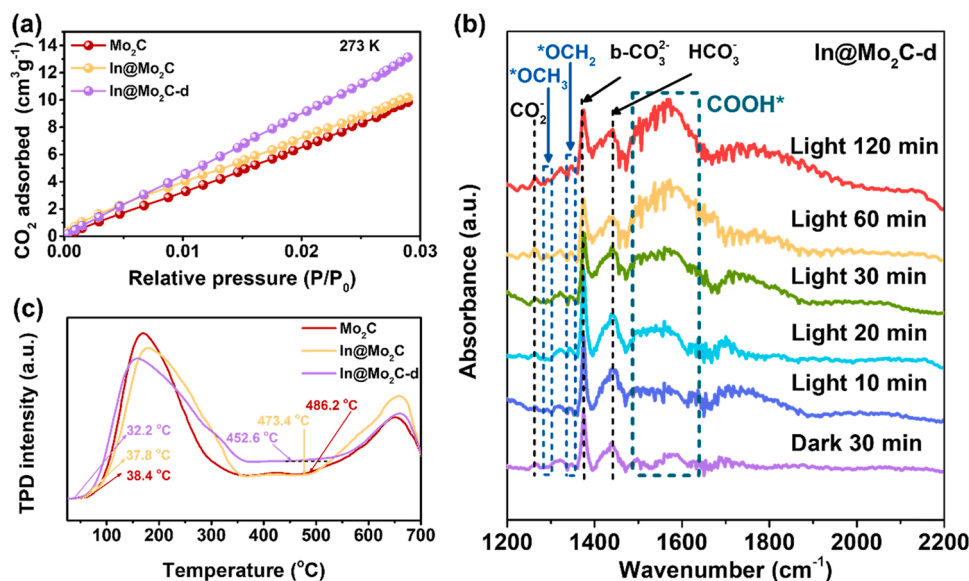 (a)
CO2 adsorbed (cm3g-1)
14
12
10
8
6
4
2
0
Mo2C
In@Mo2C
In@Mo2C-d
273 K
0.00
0.01
0.02
0.03
Relative pressure (P/P0)
(c)
TPD intensity (a.u.)
Mo2C
In@Mo2C
In@Mo2C-d
32.2 °C
37.8 °C
38.4 °C
452.6 °C
473.4 °C
486.2 °C
100 200 300 400 500 600 700
Temperature (°C)
(b)
Absorbance (a.u.)
*OCH2
*OCH3
CO2-
b-CO32-
HCO3-
In@Mo2C-d
COOH*
Light 120 min
Light 60 min
Light 30 min
Light 20 min
Light 10 min
Dark 30 min
1200 1400 1600 1800 2000 2200
Wavenumber (cm-1)